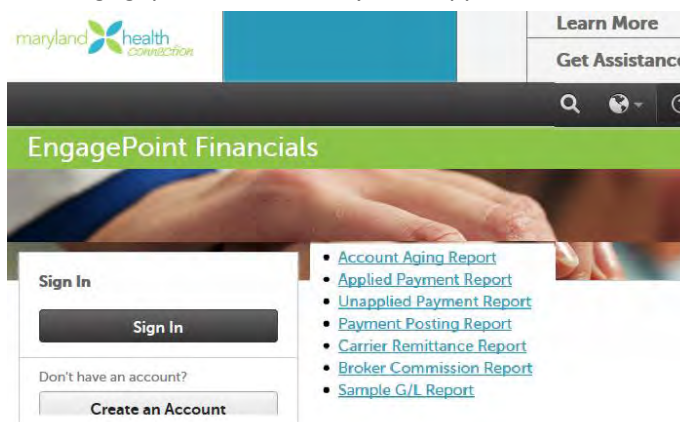 maryland health
connection
Learn More
Get Assistance
EngagePoint Financials
Sign In
Sign In
Don't have an account?
Create an Account
• Account Aging Report
• Applied Payment Report
• Unapplied Payment Report
• Payment Posting Report
• Carrier Remittance Report
• Broker Commission Report
• Sample G/L Report